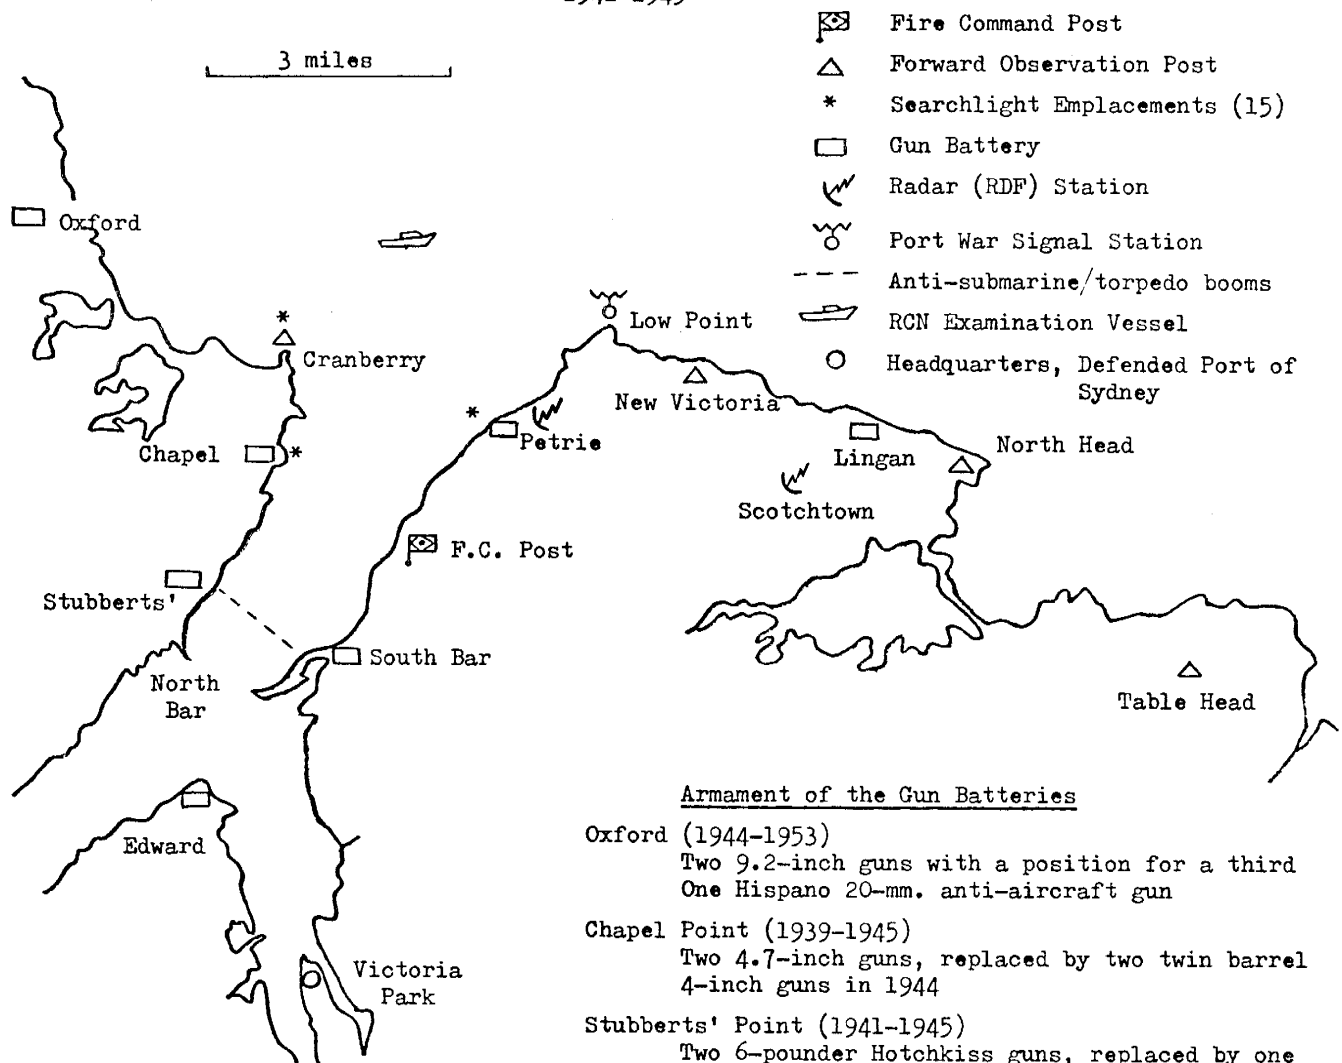 Fire Command Post
Forward Observation Post
* Searchlight Emplacements (15)
Gun Battery
Radar (RDF) Station
Port War Signal Station
Anti-submarine/torpedo booms
RCN Examination Vessel
Headquarters, Defended Port of
Sydney
3 miles
Oxford
Low Point
Cranberry
New Victoria
Petrie
Chapel
Lingan
North Head
Scotchtown
F.C. Post
Stubberts'
South Bar
North
Bar
Table Head
Edward
Victoria
Park
Armament of the Gun Batteries
Oxford (1944-1953)
Two 9.2-inch guns with a position for a third
One Hispano 20-mm. anti-aircraft gun
Chapel Point (1939-1945)
Two 4.7-inch guns, replaced by two twin barrel
4-inch guns in 1944
Stubberts' Point (1941-1945)
Two 6-pounder Hotchkiss guns, replaced by one